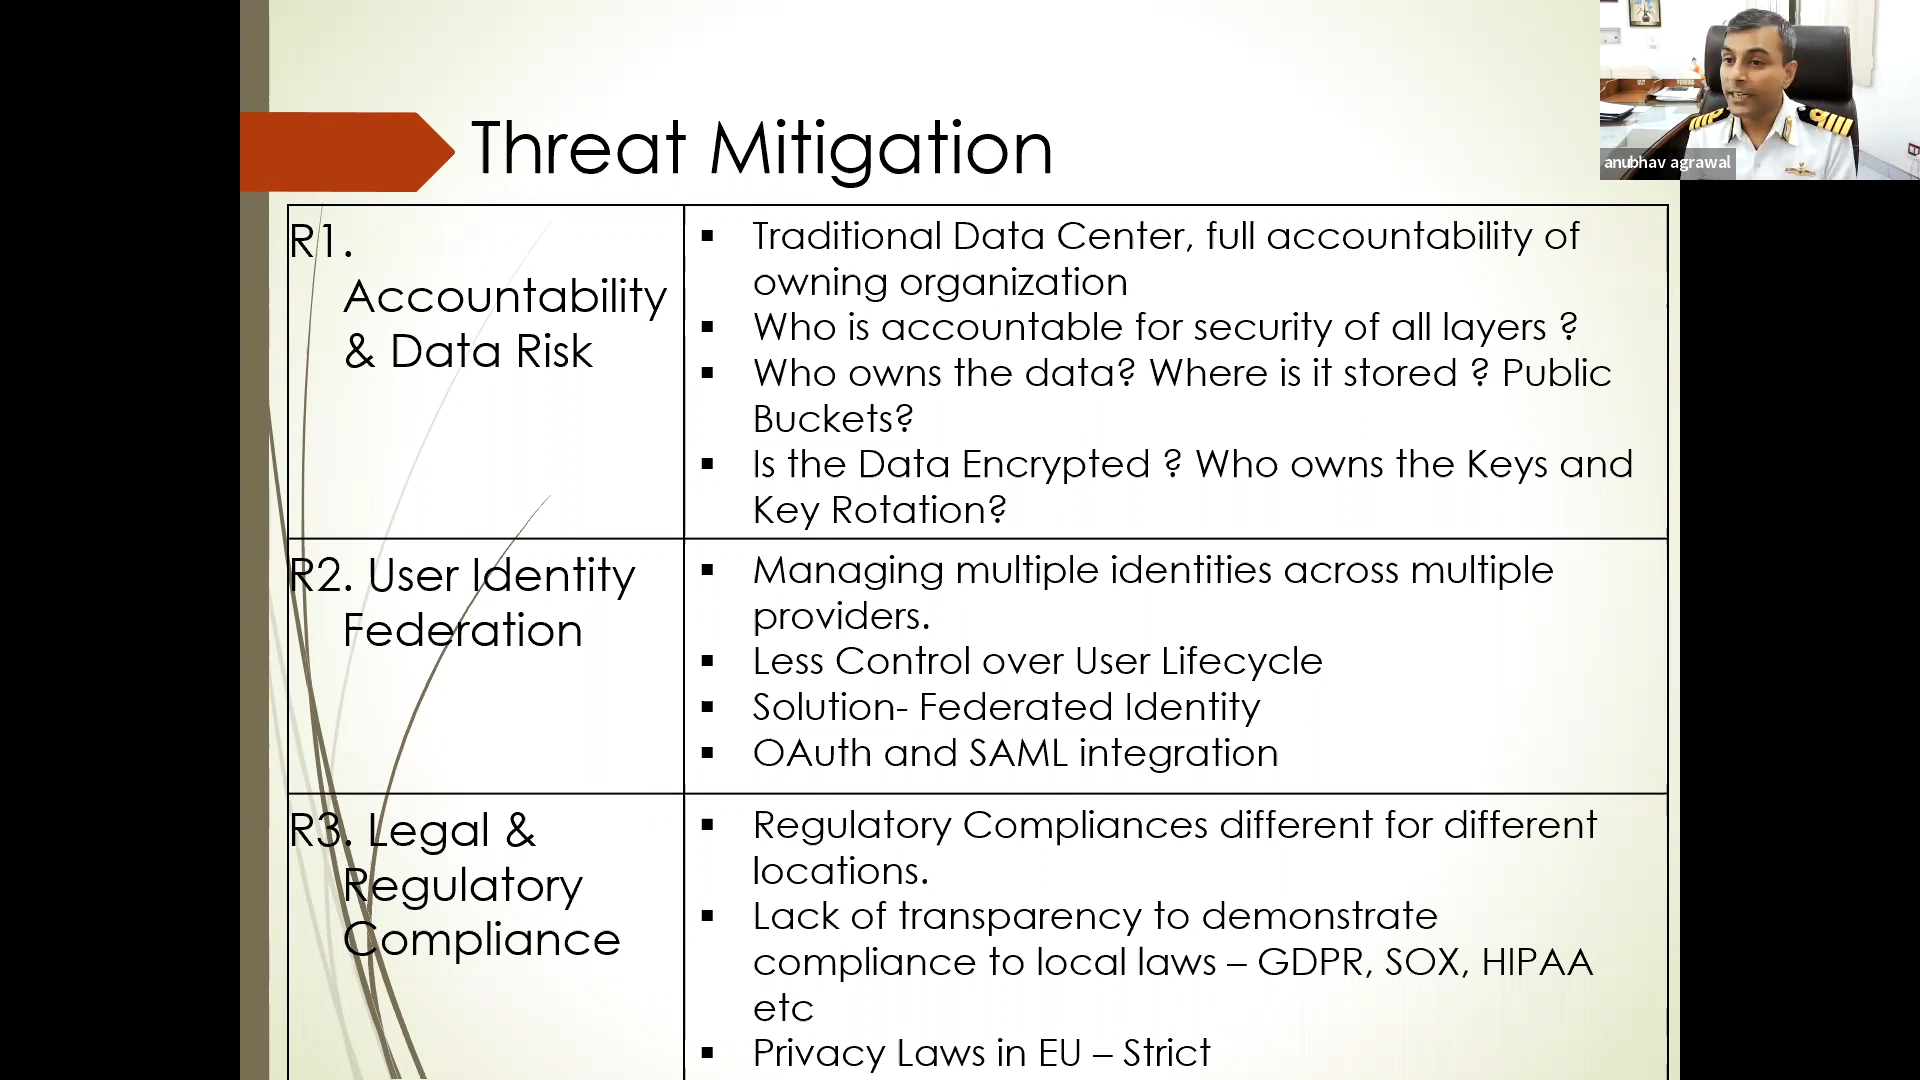 Threat Mitigation
anubhav agrawal
R1.
Accountability
& Data Risk
▪ Traditional Data Center, full accountability of
owning organization
▪ Who is accountable for security of all layers ?
▪ Who owns the data? Where is it stored ? Public
Buckets?
▪ Is the Data Encrypted ? Who owns the Keys and
Key Rotation?
R2. User Identity
Federation
▪ Managing multiple identities across multiple
providers.
▪ Less Control over User Lifecycle
▪ Solution- Federated Identity
▪ OAuth and SAML integration
R3. Legal &
Regulatory
Compliance
▪ Regulatory Compliances different for different
locations.
▪ Lack of transparency to demonstrate
compliance to local laws – GDPR, SOX, HIPAA
etc
▪ Privacy Laws in EU – Strict